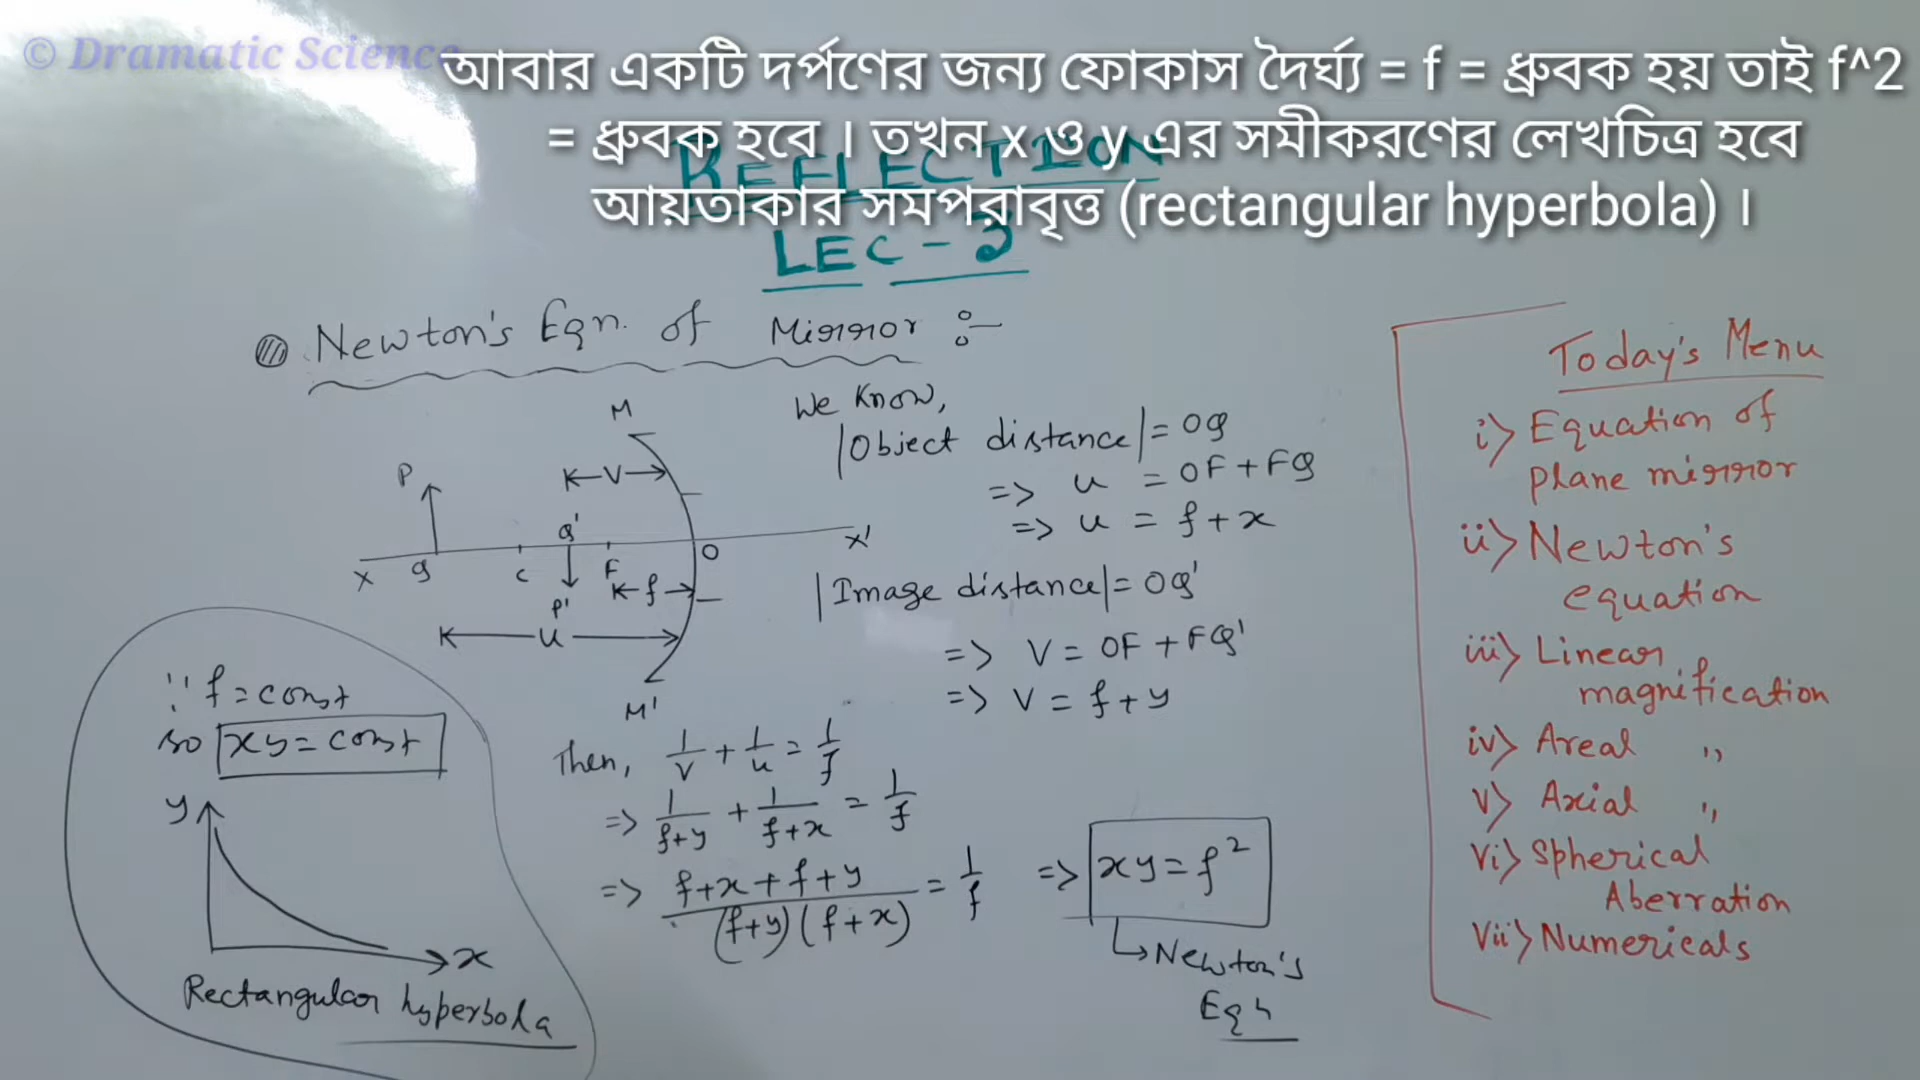 © Dramatic Science
আবার একটি দর্পণের জন্য ফোকাস দৈর্ঘ্য = f = ধ্রুবক হয় তাই f^2
= ধ্রুবক হবে । তখন x ও y এর সমীকরণের লেখচিত্র হবে
আয়তাকার সমপরাবৃত্ত (rectangular hyperbola) ।
REFLECTION
LEC - 3
Newton's Eqn. of Mirror :-
M
P
K- V ->
Q'
X Q C F O X'
P' K- f ->
K- u ->
M'
We Know,
|Object distance| = OQ
=> u = OF + FQ
=> u = f + x
|Image distance| = OQ'
=> V = OF + FQ'
=> V = f + y
Then, 1/V + 1/u = 1/f
=> 1/f+y + 1/f+x = 1/f
=> f+x+f+y/(f+y)(f+x) = 1/f
=> xy = f²
Newton's
Eqn
∵ f = const
so xy = const
y
x
Rectangular hyperbola
Today's Menu
i> Equation of
plane mirror
ii> Newton's
equation
iii> Linear
magnification
iv> Areal "
v> Axial "
vi> Spherical
Aberration
vii> Numericals